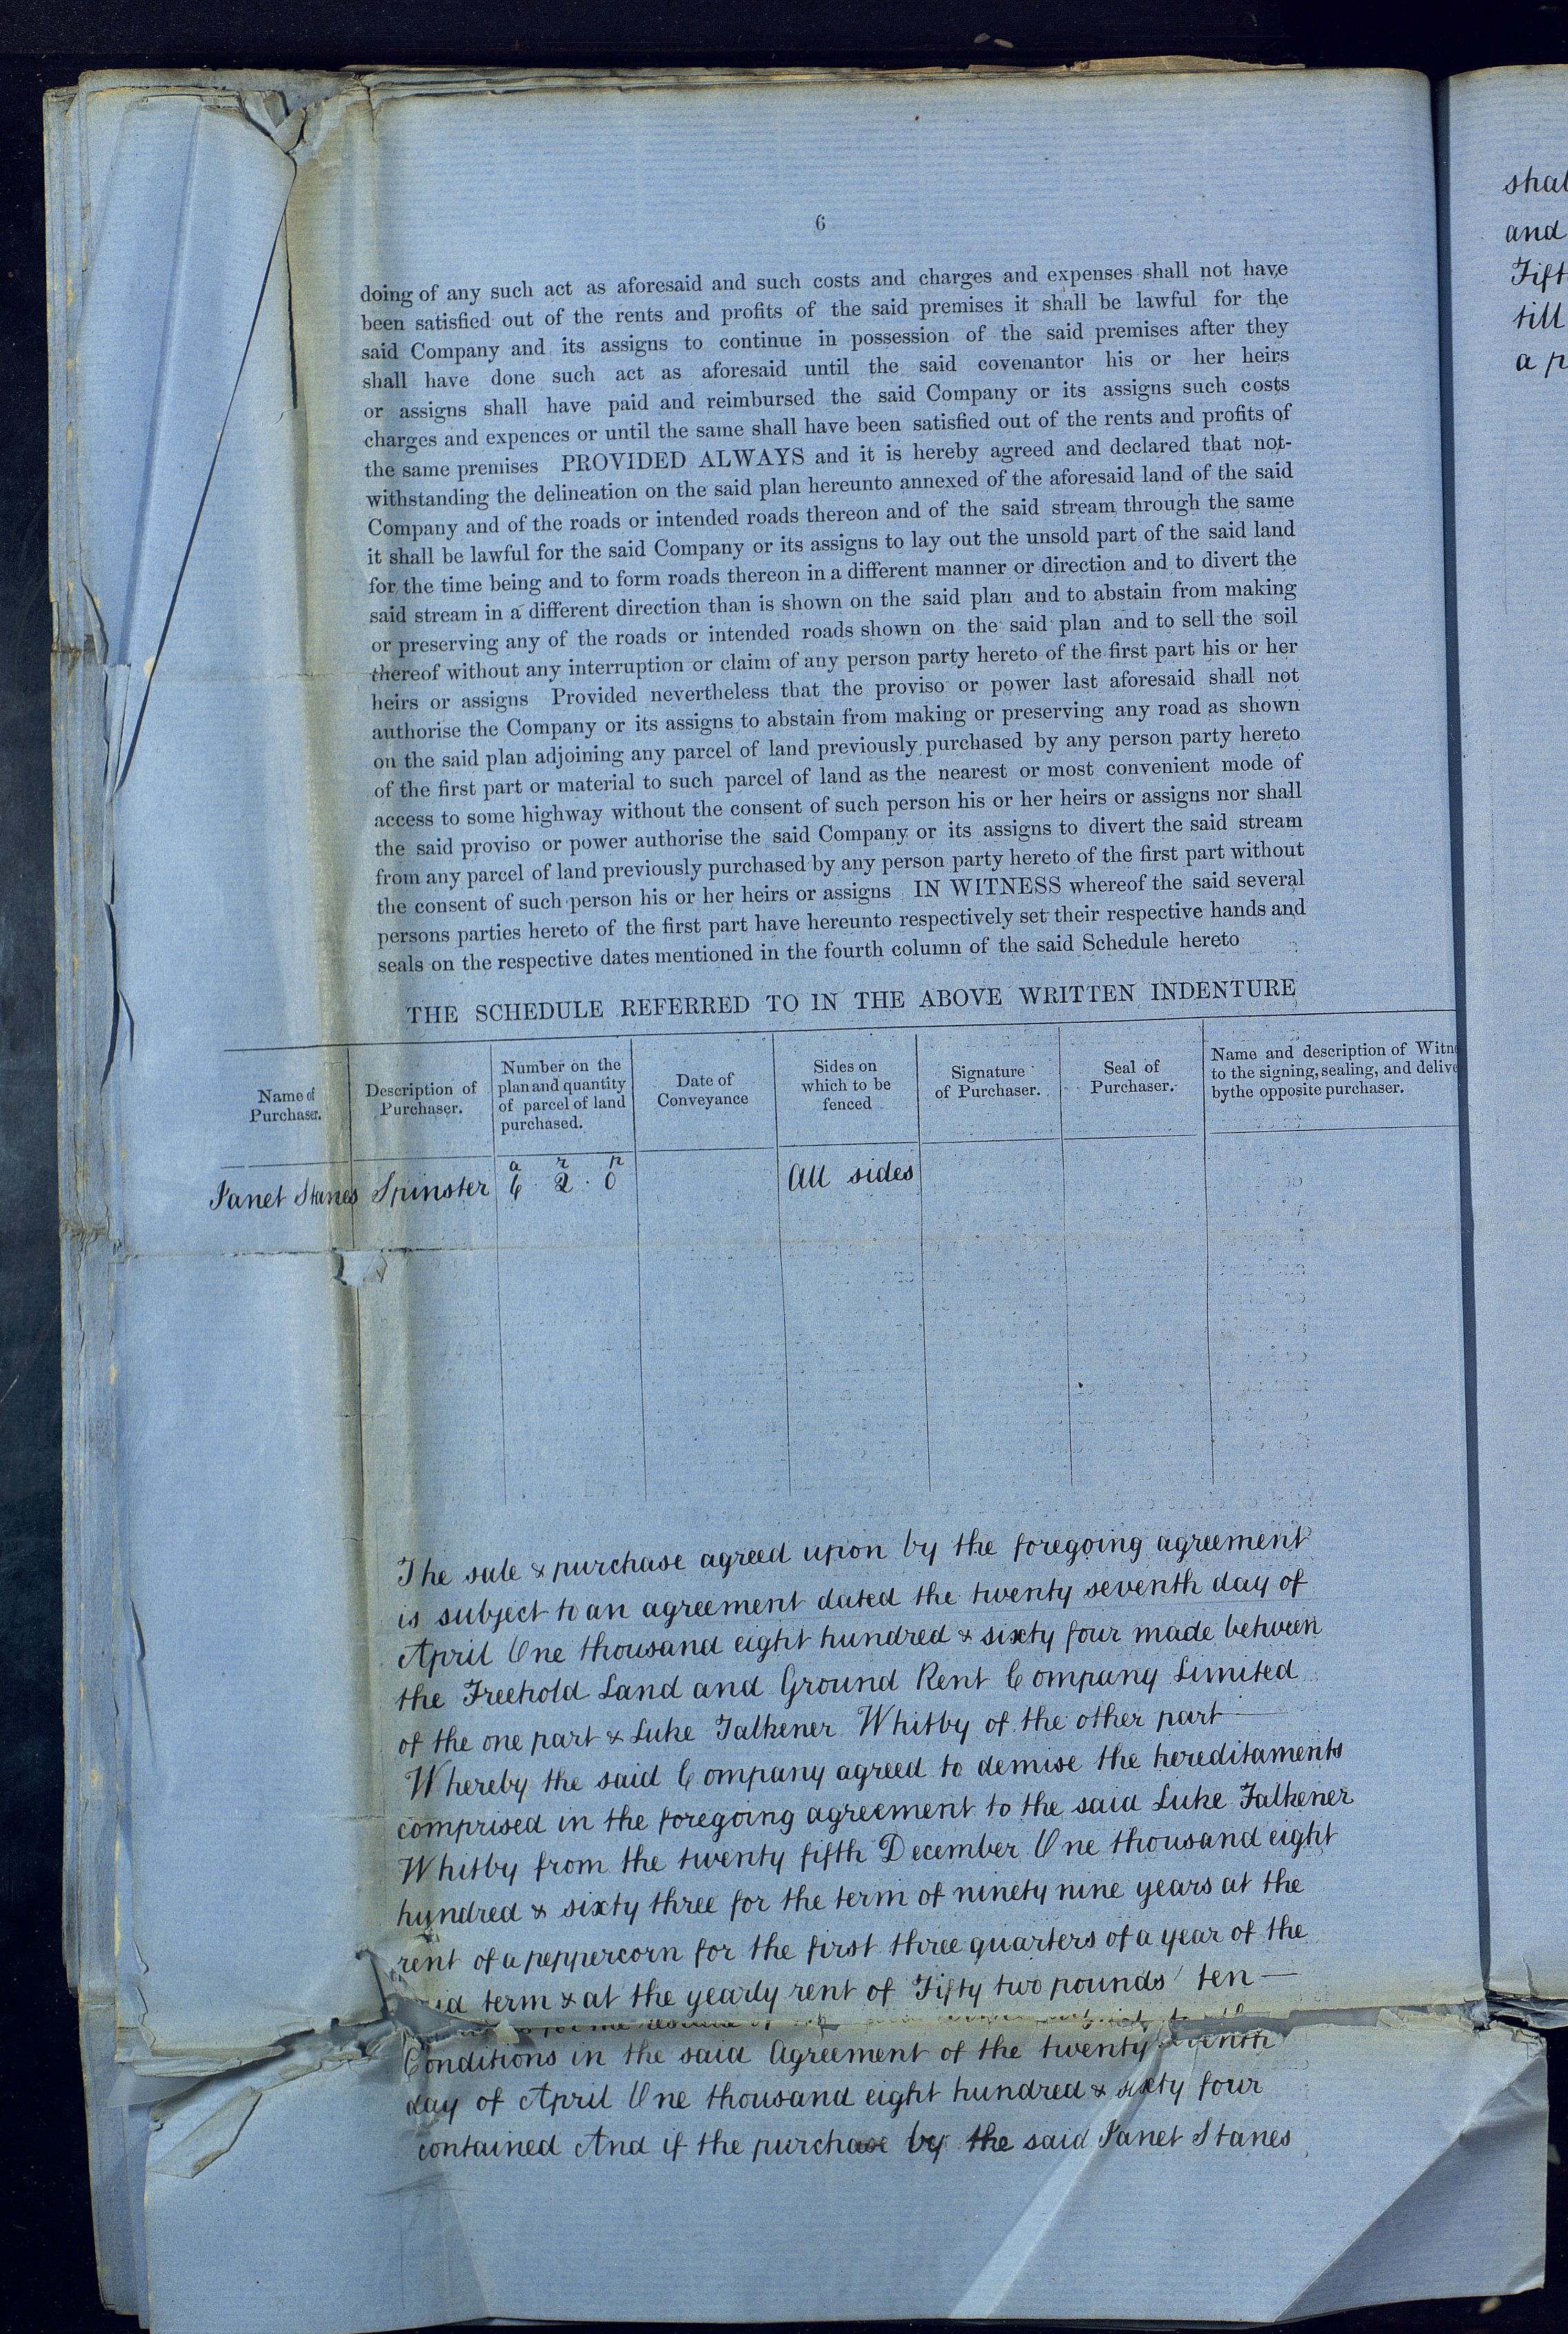 6
doing of any such act as aforesaid and such costs and charges and expenses shall not have
been satisfied out of the rents and profits of the said premises it shall be lawful for the
said Company and its assigns to continue in possession of the said premises after they
shall have done such act as aforesaid until the said covenantor his or her heirs
or assigns shall have paid and reimbursed the said Company or its assigns such costs
charges and expences or until the same shall have been satisfied out of the rents and profits of
the same premises PROVIDED ALWAYS and it is hereby agreed and declared that not-
withstanding the delineation on the said plan hereunto annexed of the aforesaid land of the said
Company and of the roads or intended roads thereon and of the said stream through the same
it shall be lawful for the said Company or its assigns to lay out the unsold part of the said land
for the time being and to form roads thereon in a different manner or direction and to divert the
said stream in a different direction than is shown on the said plan and to abstain from making
or preserving any of the roads or intended roads shown on the said plan and to sell the soil
thereof without any interruption or claim of any person party hereto of the first part his or her
heirs or assigns Provided nevertheless that the proviso or power last aforesaid shall not
authorise the Company or its assigns to abstain from making or preserving any road as shown
on the said plan adjoining any parcel of land previously purchased by any person party hereto
of the first part or material to such parcel of land as the nearest or most convenient mode of
access to some highway without the consent of such person his or her heirs or assigns nor shall
the said proviso or power authorise the said Company or its assigns to divert the said stream
from any parcel of land previously purchased by any person party hereto of the first part without
the consent of such person his or her heirs or assigns IN WITNESS whereof the said several
persons parties hereto of the first part have hereunto respectively set their respective hands and
seals on the respective dates mentioned in the fourth column of the said Schedule hereto
THE SCHEDULE REFERRED TO IN THE ABOVE WRITTEN INDENTURE
Name of
Purchaser.
Description of
Purchaser.
Number on the
plan and quantity
of parcel of land
purchased.
Date of
Conveyance
Sides on
which to be
fenced
Signature
of Purchaser.
Seal of
Purchaser.
Name and description of Witne
to the signing, sealing, and delive
by the opposite purchaser.
a r p
Janet Stanes Spinster 6 . 2 . 0 All sides
The sale & purchase agreed upon by the foregoing agreement
is subject to an agreement dated the twenty seventh day of
April One thousand eight hundred & sixty four made between
the Freehold Land and Ground Rent Company Limited
of the one part & Luke Falkener Whitby of the other part
Whereby the said Company agreed to demise the hereditaments
comprised in the foregoing agreement to the said Luke Falkener
Whitby from the twenty fifth December One thousand eight
hundred & sixty three for the term of ninety nine years at the
rent of a peppercorn for the first three quarters of a year of the
said term & at the yearly rent of Fifty two pounds ten —
Conditions in the said Agreement of the twenty seventh
day of April One thousand eight hundred & sixty four
contained And if the purchase by the said Janet Stanes
shal
and
Fift
till
a p